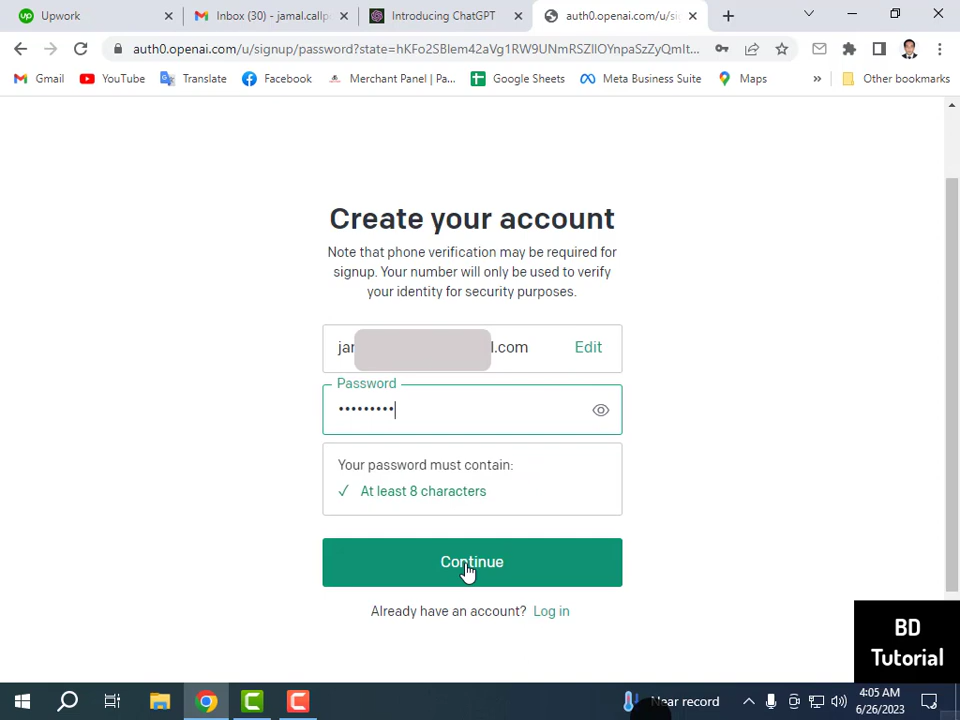 Upwork
Inbox (30) - jamal.callp
Introducing ChatGPT
auth0.openai.com/u/si
auth0.openai.com/u/signup/password?state=hKFo2SBlem42aVg1RW9UNmRSZllOYnpaSzZyQmlt...
Gmail
YouTube
Translate
Facebook
Merchant Panel | Pa...
Google Sheets
Meta Business Suite
Maps
»
Other bookmarks
Create your account
Note that phone verification may be required for
signup. Your number will only be used to verify
your identity for security purposes.
jar
l.com
Edit
Password
•••••••••
Your password must contain:
✓ At least 8 characters
Continue
Already have an account? Log in
BD
Tutorial
Near record
4:05 AM
6/26/2023